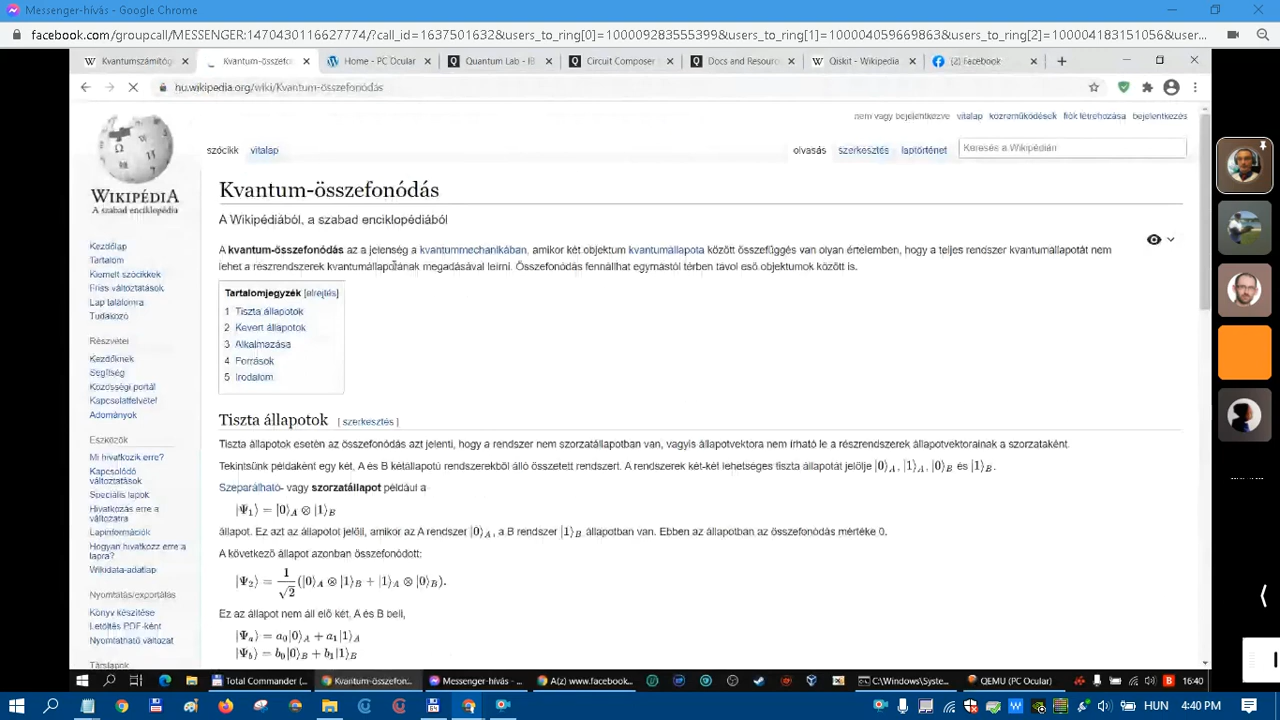 Messenger-hívás - Google Chrome
facebook.com/groupcall/MESSENGER:1470430116627774/?call_id=1637501632&users_to_ring[0]=100009283555399&users_to_ring[1]=100004059669863&users_to_ring[2]=100004183151056&us...
Kvantumszámítóg
Kvantum-összefonó
Home - PC Qcular
Quantum Lab - IB
Circuit Composer
Docs and Resourc
Qiskit - Wikipedia
(2) Facebook
hu.wikipedia.org/wiki/Kvantum-összefonódás
nem vagy bejelentkezve vitalap közreműködések fiók létrehozása bejelentkezés
szócikk vitalap
olvasás szerkesztés laptörténet
Keresés a Wikipédián
WIKIPÉDIA
A szabad enciklopédia
Kezdőlap
Tartalom
Kiemelt szócikkek
Friss változtatások
Lap találomra
Tudakozó
Részvétel
Kezdőknek
Segítség
Közösségi portál
Kapcsolatfelvétel
Adományok
Eszközök
Mi hivatkozik erre?
Kapcsolódó
változtatások
Speciális lapok
Hivatkozás erre a
változatra
Lapinformációk
Hogyan hivatkozz erre a
lapra?
Wikidata-adatlap
Nyomtatás/exportálás
Könyv készítése
Letöltés PDF-ként
Nyomtatható változat
Társlapok
Kvantum-összefonódás
A Wikipédiából, a szabad enciklopédiából
A kvantum-összefonódás az a jelenség a kvantummechanikában, amikor két objektum kvantumállapota között összefüggés van olyan értelemben, hogy a teljes rendszer kvantumállapotát nem
lehet a részrendszerek kvantumállapotának megadásával leírni. Összefonódás fennállhat egymástól térben távol eső objektumok között is.
Tartalomjegyzék [elrejtés]
1 Tiszta állapotok
2 Kevert állapotok
3 Alkalmazása
4 Források
5 Irodalom
Tiszta állapotok [ szerkesztés ]
Tiszta állapotok esetén az összefonódás azt jelenti, hogy a rendszer nem szorzatállapotban van, vagyis állapotvektora nem írható le a részrendszerek állapotvektorainak a szorzataként.
Tekintsünk példaként egy két, A és B kétállapotú rendszerekből álló összetett rendszert. A rendszerek két-két lehetséges tiszta állapotát jelölje |0⟩A, |1⟩A, |0⟩B és |1⟩B.
Szeparálható- vagy szorzatállapot például a
|Ψ1⟩ = |0⟩A ⊗ |1⟩B
állapot. Ez azt az állapotot jelöli, amikor az A rendszer |0⟩A, a B rendszer |1⟩B állapotban van. Ebben az állapotban az összefonódás mértéke 0.
A következő állapot azonban összefonódott:
|Ψ2⟩ = 1/√2 (|0⟩A ⊗ |1⟩B + |1⟩A ⊗ |0⟩B).
Ez az állapot nem áll elő két, A és B beli,
|Ψa⟩ = a0|0⟩A + a1|1⟩A
|Ψb⟩ = b0|0⟩B + b1|1⟩B
Total Commander (...
Kvantum-összefon...
Messenger-hívás - ...
A(z) www.facebook...
C:\Windows\Syste...
QEMU (PC Qcular)
16:40
HUN 4:40 PM